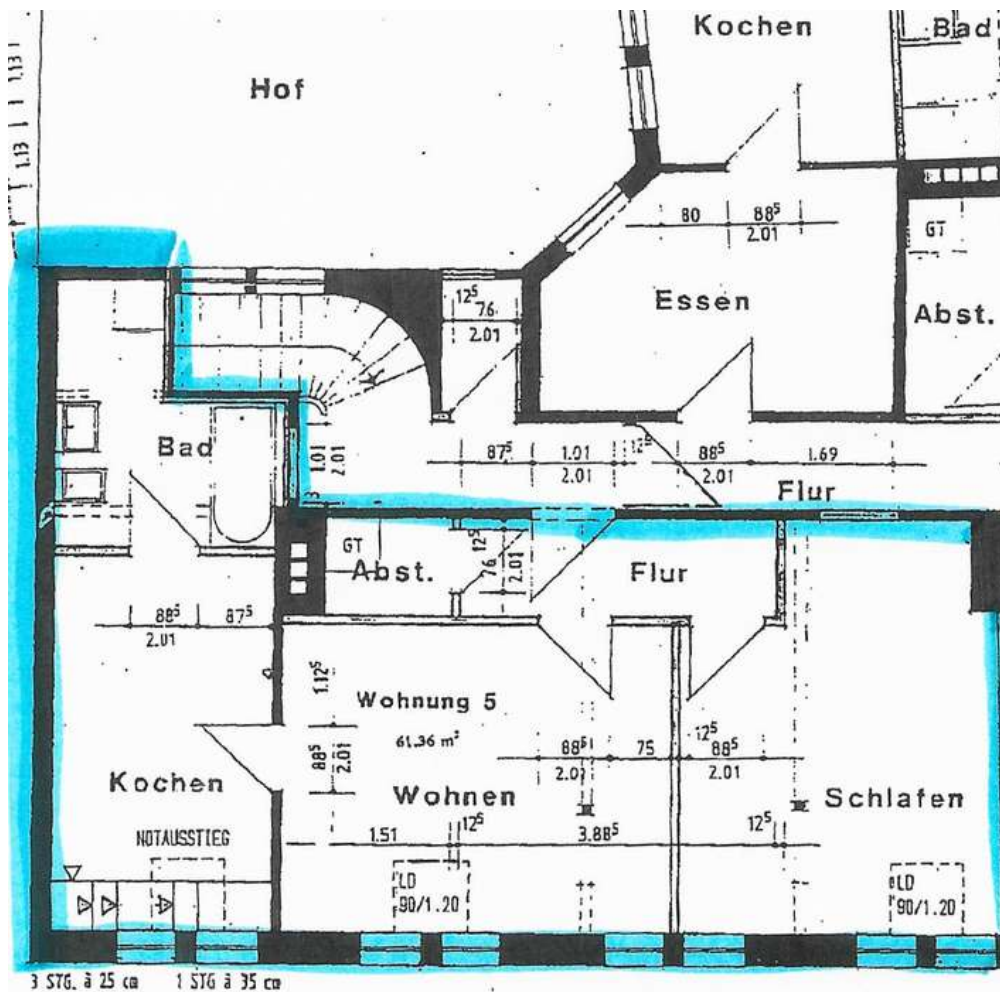 Kochen
Bad
1.13
Hof
1.13
80
88⁵
2.01
GT
Essen
Abst.
12⁵
76
2.01
Bad
1.01
2.01
87⁵
1.01
2.01
12⁵
88⁵
2.01
1.69
Flur
GT
Abst.
12⁵
76
2.01
Flur
88⁵
2.01
87⁵
1.12⁵
Wohnung 5
61.36 m²
88⁵
2.01
88⁵
2.01
75
12⁵
88⁵
2.01
Kochen
Wohnen
Schlafen
NOTAUSSTIEG
1.51
12⁵
3.88⁵
12⁵
LD
90/1.20
LD
90/1.20
3 STG. à 25 cm
1 STG à 35 cm